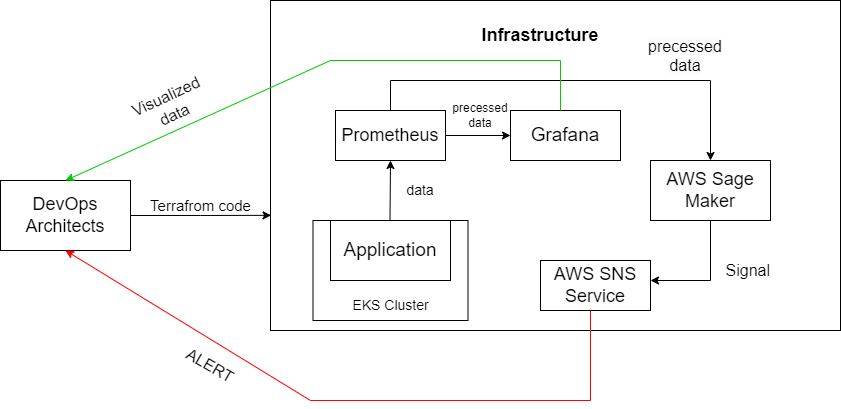 Infrastructure
precessed
data
Visualized
data
Prometheus
precessed
data
Grafana
AWS Sage
Maker
data
DevOps
Architects
Terrafrom code
Application
EKS Cluster
AWS SNS
Service
Signal
ALERT